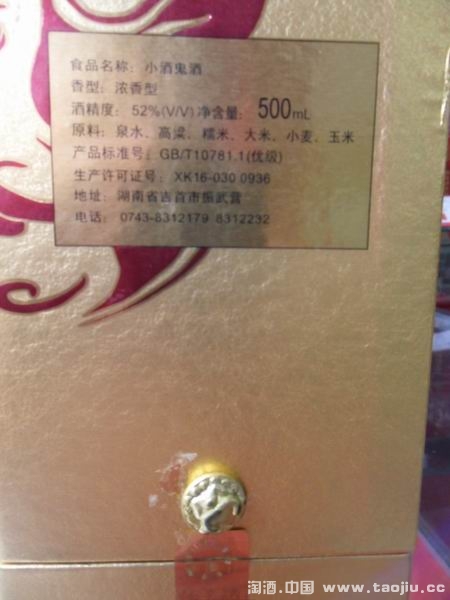 食品名称：小酒鬼酒
香型：浓香型
酒精度：52%(V/V) 净含量：500mL
原料：泉水、高粱、糯米、大米、小麦、玉米
产品标准号：GB/T10781.1(优级)
生产许可证号：XK16-030 0936
地址：湖南省吉首市振武营
电话：0743-8312179 8312232
淘酒.中国 www.taojiu.cc